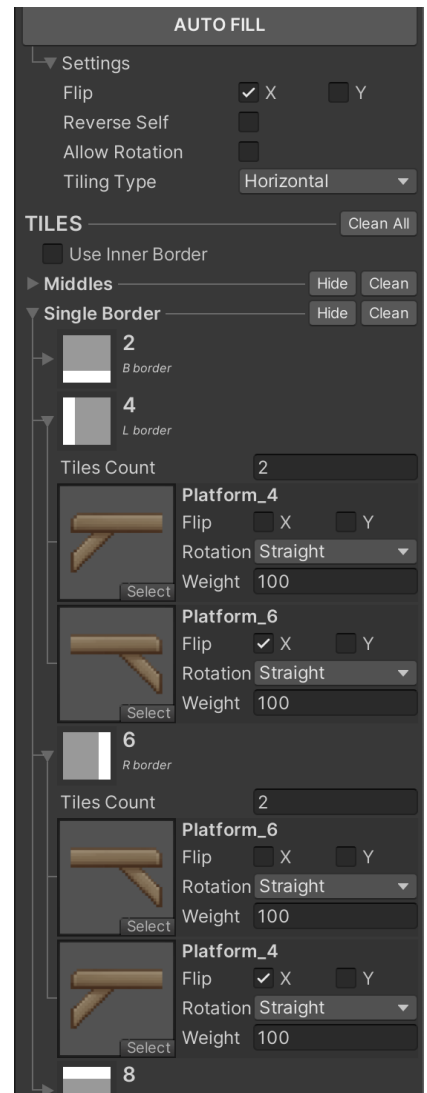 AUTO FILL
Settings
Flip X Y
Reverse Self
Allow Rotation
Tiling Type Horizontal
TILES Clean All
Use Inner Border
Middles Hide Clean
Single Border Hide Clean
2
B border
4
L border
Tiles Count 2
Platform_4
Flip X Y
Rotation Straight
Select Weight 100
Platform_6
Flip X Y
Rotation Straight
Select Weight 100
6
R border
Tiles Count 2
Platform_6
Flip X Y
Rotation Straight
Select Weight 100
Platform_4
Flip X Y
Rotation Straight
Select Weight 100
8